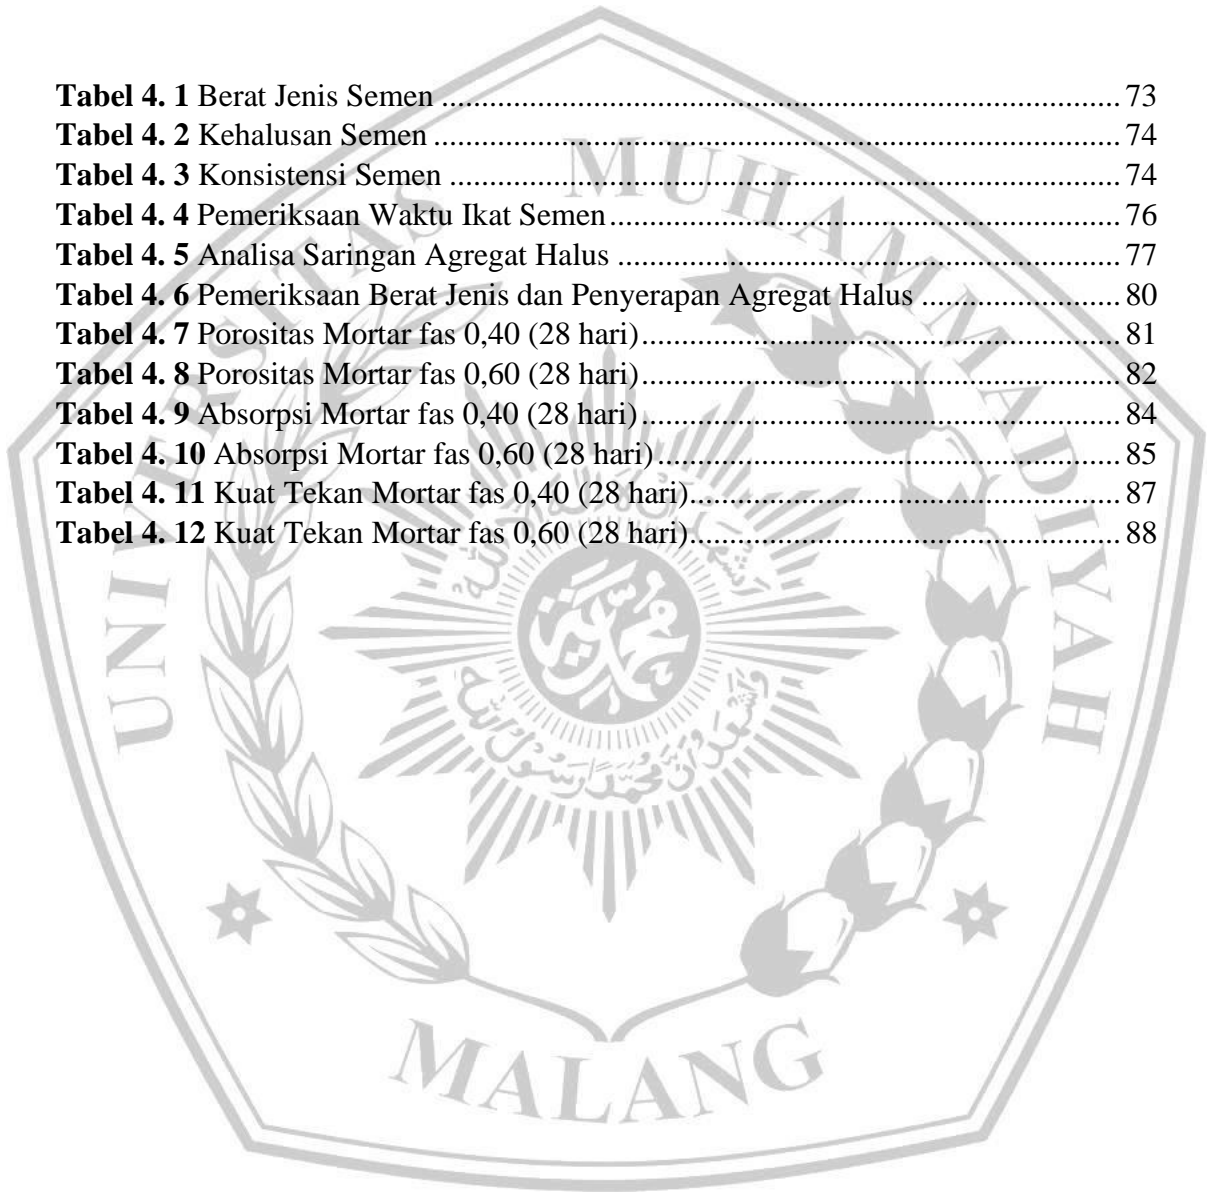 Tabel 4. 1 Berat Jenis Semen ........ 73
Tabel 4. 2 Kehalusan Semen ........ 74
Tabel 4. 3 Konsistensi Semen ........ 74
Tabel 4. 4 Pemeriksaan Waktu Ikat Semen ........ 76
Tabel 4. 5 Analisa Saringan Agregat Halus ........ 77
Tabel 4. 6 Pemeriksaan Berat Jenis dan Penyerapan Agregat Halus ........ 80
Tabel 4. 7 Porositas Mortar fas 0,40 (28 hari) ........ 81
Tabel 4. 8 Porositas Mortar fas 0,60 (28 hari) ........ 82
Tabel 4. 9 Absorpsi Mortar fas 0,40 (28 hari) ........ 84
Tabel 4. 10 Absorpsi Mortar fas 0,60 (28 hari) ........ 85
Tabel 4. 11 Kuat Tekan Mortar fas 0,40 (28 hari) ........ 87
Tabel 4. 12 Kuat Tekan Mortar fas 0,60 (28 hari) ........ 88
UNIVERSITAS MUHAMMADIYAH
MALANG